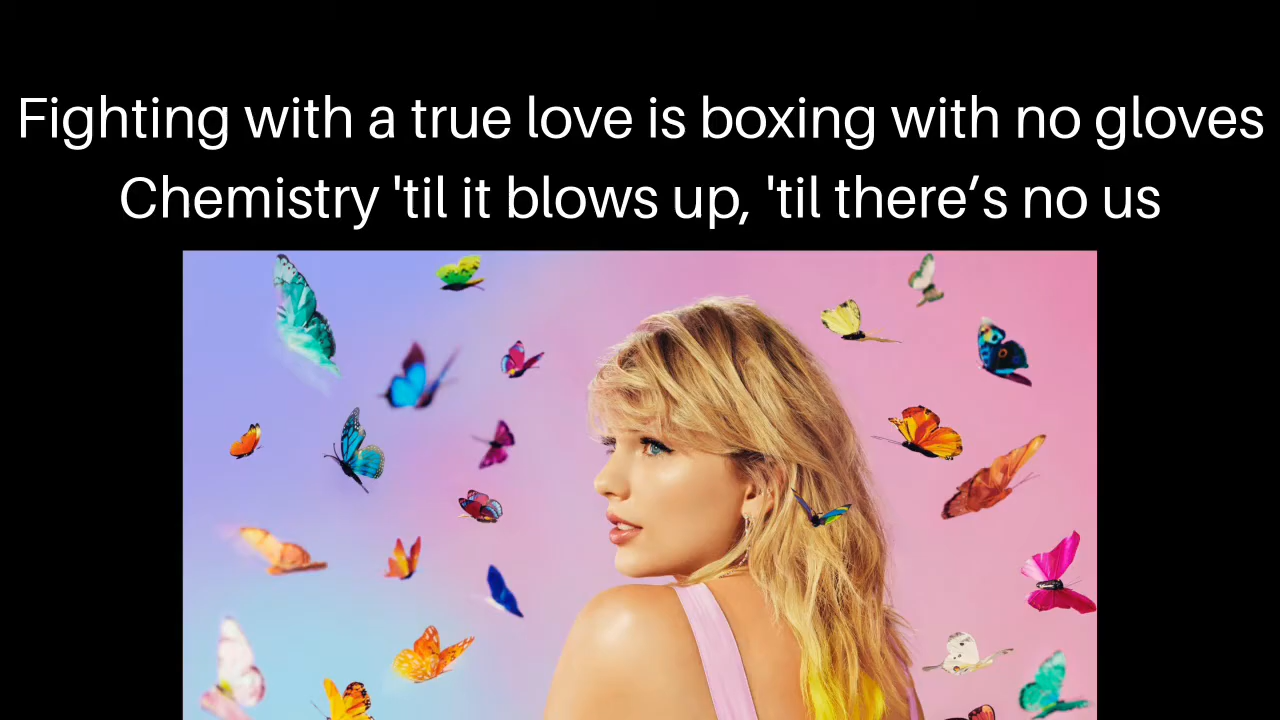 Fighting with a true love is boxing with no gloves
Chemistry 'til it blows up, 'til there’s no us